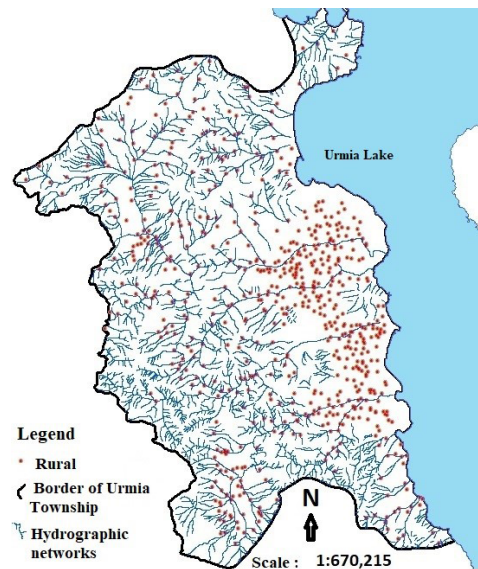 Urmia Lake
Legend
Rural
Border of Urmia
Township
Hydrographic
networks
N
Scale : 1:670,215